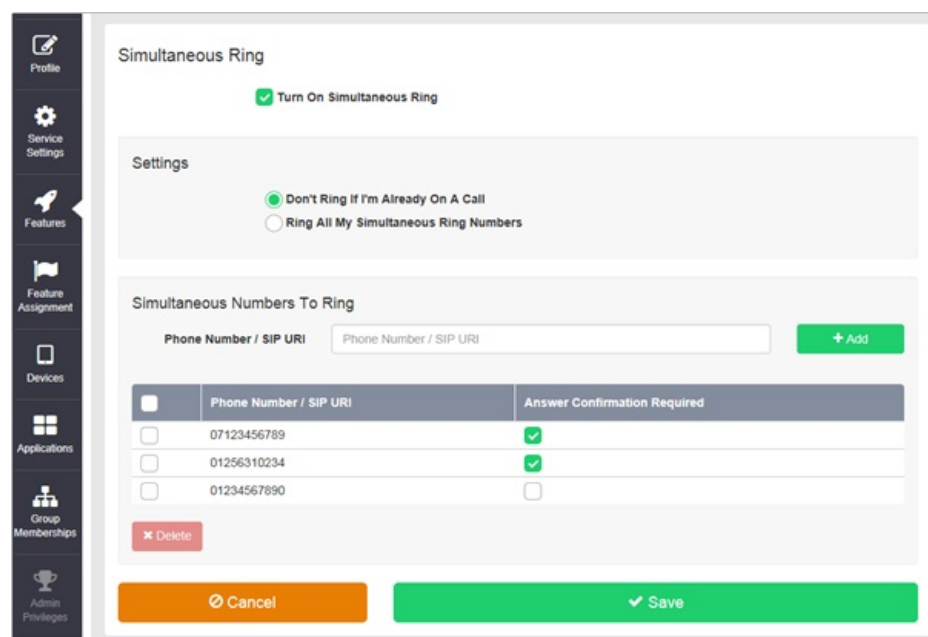 Profile
Service
Settings
Features
Feature
Assignment
Devices
Applications
Group
Memberships
Admin
Privileges
Simultaneous Ring
Turn On Simultaneous Ring
Settings
Don't Ring If I'm Already On A Call
Ring All My Simultaneous Ring Numbers
Simultaneous Numbers To Ring
Phone Number / SIP URI Phone Number / SIP URI + Add
Phone Number / SIP URI Answer Confirmation Required
07123456789
01256310234
01234567890
Delete
Cancel Save